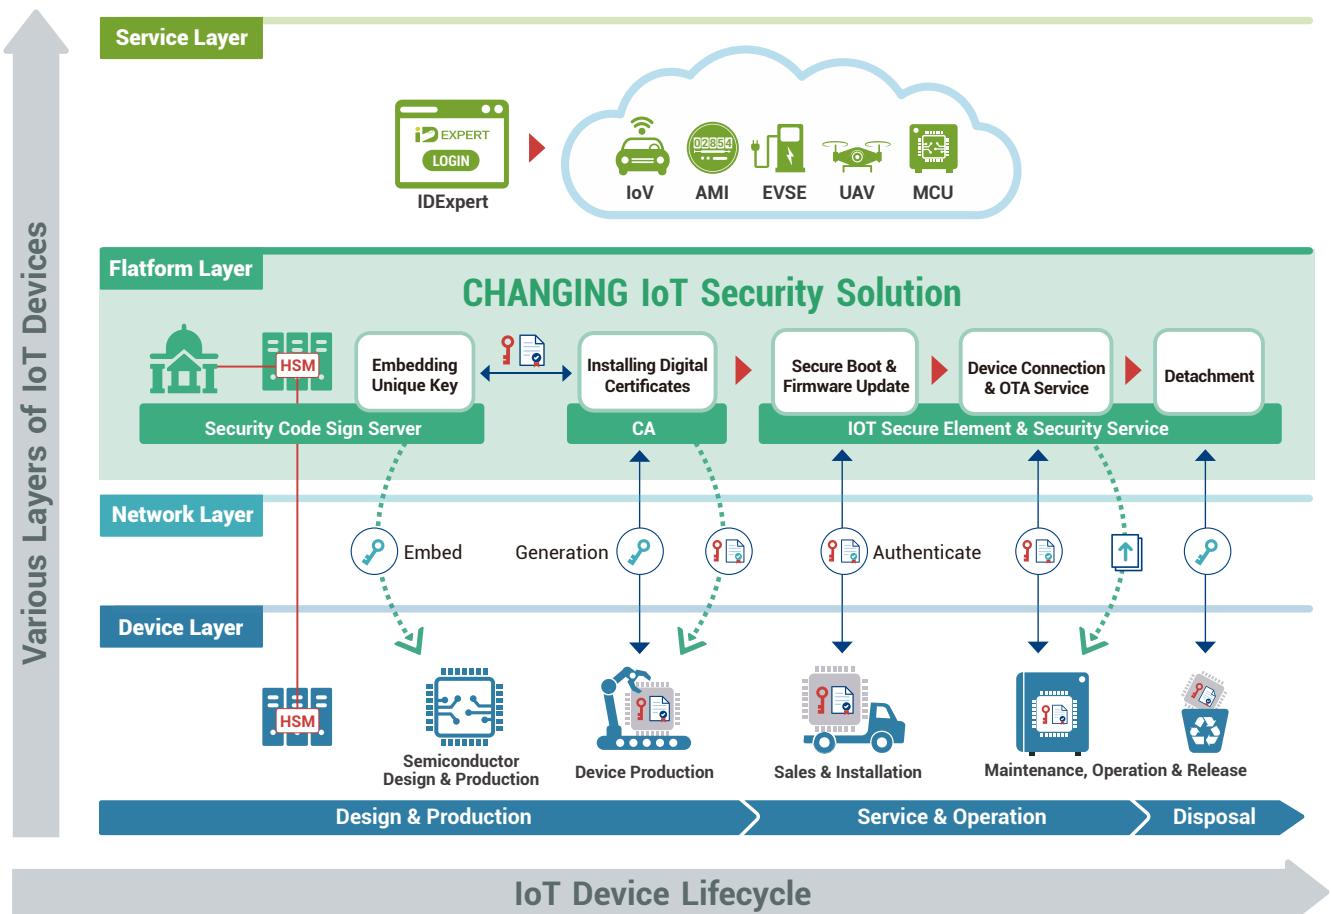 Service Layer
iD EXPERT
LOGIN
IDExpert
02854
IoV
AMI
EVSE
UAV
MCU
Flatform Layer
CHANGING IoT Security Solution
HSM
Embedding
Unique Key
Installing Digital
Certificates
Secure Boot &
Firmware Update
Device Connection
& OTA Service
Detachment
Security Code Sign Server
CA
IOT Secure Element & Security Service
Network Layer
Embed
Generation
Authenticate
Device Layer
HSM
Semiconductor
Design & Production
Device Production
Sales & Installation
Maintenance, Operation & Release
Design & Production
Service & Operation
Disposal
Various Layers of IoT Devices
IoT Device Lifecycle